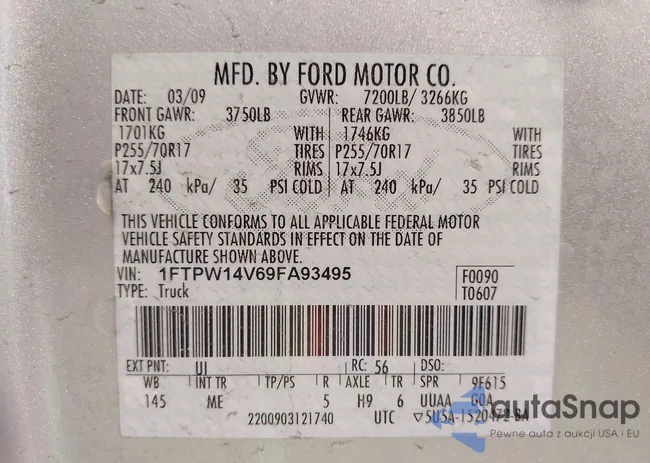 MFD. BY FORD MOTOR CO.
DATE: 03/09 GVWR: 7200LB/ 3266KG
FRONT GAWR: 3750LB REAR GAWR: 3850LB
1701KG WITH 1746KG WITH
P255/70R17 TIRES P255/70R17 TIRES
17x7.5J RIMS 17x7.5J RIMS
AT 240 kPa/ 35 PSI COLD AT 240 kPa/ 35 PSI COLD
THIS VEHICLE CONFORMS TO ALL APPLICABLE FEDERAL MOTOR
VEHICLE SAFETY STANDARDS IN EFFECT ON THE DATE OF
MANUFACTURE SHOWN ABOVE.
VIN: 1FTPW14V69FA93495 F0090
TYPE: Truck T0607
EXT PNT: UI RC: 56 DSO:
WB INT TR TP/PS R AXLE TR SPR 9F615
145 ME 5 H9 6 UUAA GOA
2200903121740 UTC ▽5U5A-1520472-BA
autaSnap
Pewne auta z aukcji USA i EU